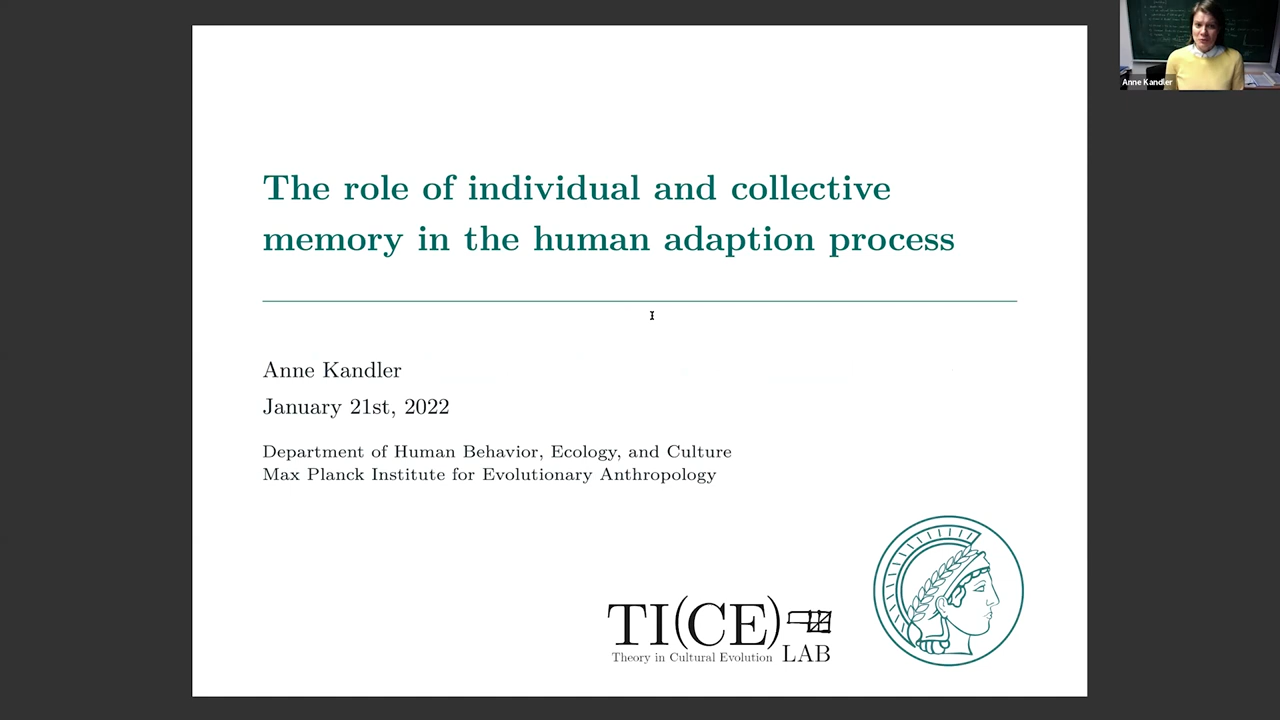 The role of individual and collective
memory in the human adaption process
Anne Kandler
January 21st, 2022
Department of Human Behavior, Ecology, and Culture
Max Planck Institute for Evolutionary Anthropology
TI(CE)
Theory in Cultural Evolution LAB
Anne Kandler